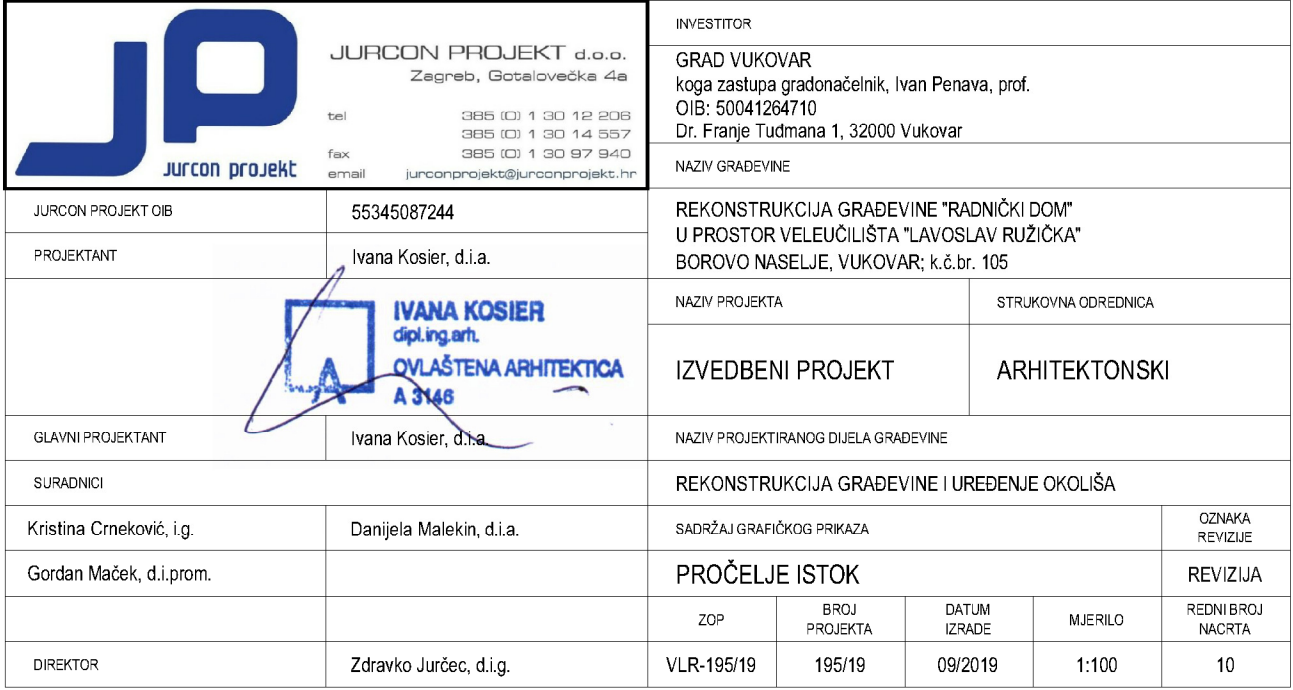 JURCON PROJEKT d.o.o.
Zagreb, Gotalovečka 4a
tel 385 (0) 1 30 12 206
385 (0) 1 30 14 557
fax 385 (0) 1 30 97 940
email jurconprojekt@jurconprojekt.hr
jurcon projekt
JURCON PROJEKT OIB 55345087244
PROJEKTANT Ivana Kosier, d.i.a.
IVANA KOSIER
dipl.ing.arh.
OVLAŠTENA ARHITEKTICA
A 3146
GLAVNI PROJEKTANT Ivana Kosier, d.i.a.
SURADNICI
Kristina Crneković, i.g. Danijela Malekin, d.i.a.
Gordan Maček, d.i.prom.
DIREKTOR Zdravko Jurčec, d.i.g.
INVESTITOR
GRAD VUKOVAR
koga zastupa gradonačelnik, Ivan Penava, prof.
OIB: 50041264710
Dr. Franje Tuđmana 1, 32000 Vukovar
NAZIV GRAĐEVINE
REKONSTRUKCIJA GRAĐEVINE "RADNIČKI DOM"
U PROSTOR VELEUČILIŠTA "LAVOSLAV RUŽIČKA"
BOROVO NASELJE, VUKOVAR; k.č.br. 105
NAZIV PROJEKTA STRUKOVNA ODREDNICA
IZVEDBENI PROJEKT ARHITEKTONSKI
NAZIV PROJEKTIRANOG DIJELA GRAĐEVINE
REKONSTRUKCIJA GRAĐEVINE I UREĐENJE OKOLIŠA
SADRŽAJ GRAFIČKOG PRIKAZA
OZNAKA
REVIZIJE
PROČELJE ISTOK REVIZIJA
ZOP
BROJ
PROJEKTA
DATUM
IZRADE
MJERILO
REDNI BROJ
NACRTA
VLR-195/19 195/19 09/2019 1:100 10